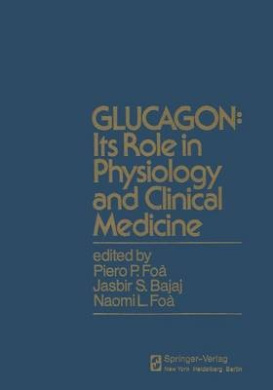 GLUCAGON:
Its Role in
Physiology
and Clinical
Medicine
edited by
Piero P. Foà
Jasbir S. Bajaj
Naomi L. Foà
Springer-Verlag
New York Heidelberg Berlin